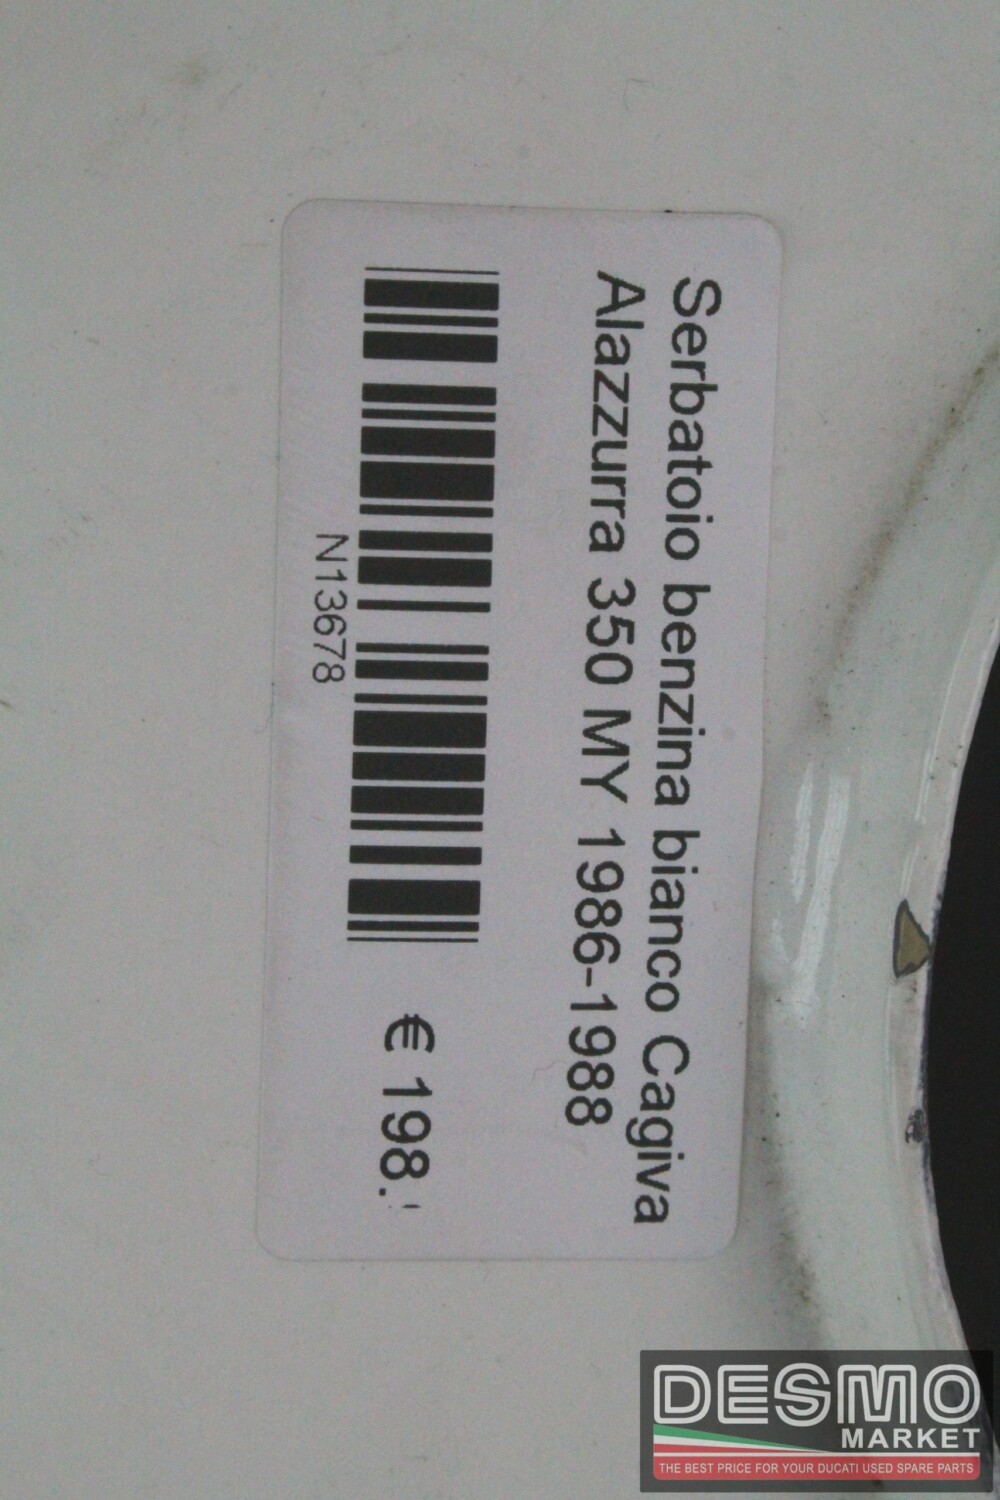 Serbatoio benzina bianco Cagiva
Alazzurra 350 MY 1986-1988
€ 198.
N13678
DESMO
MARKET
THE BEST PRICE FOR YOUR DUCATI USED SPARE PARTS